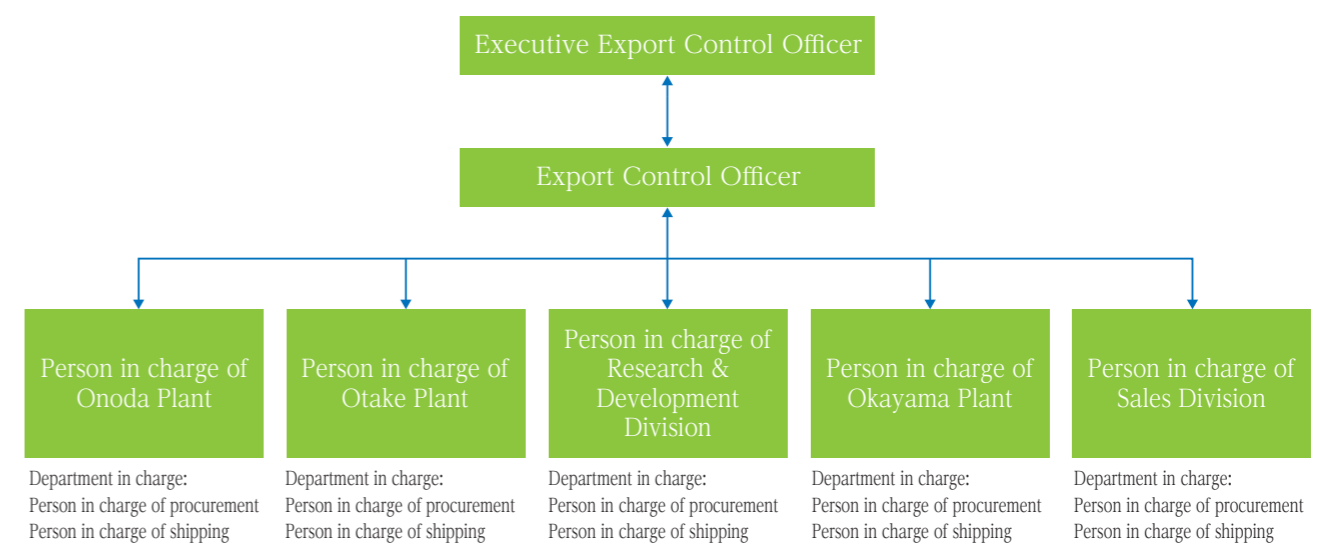 Executive Export Control Officer
Export Control Officer
Person in charge of
Onoda Plant
Person in charge of
Otake Plant
Person in charge of
Research &
Development
Division
Person in charge of
Okayama Plant
Person in charge of
Sales Division
Department in charge:
Person in charge of procurement
Person in charge of shipping
Department in charge:
Person in charge of procurement
Person in charge of shipping
Department in charge:
Person in charge of procurement
Person in charge of shipping
Department in charge:
Person in charge of procurement
Person in charge of shipping
Department in charge:
Person in charge of procurement
Person in charge of shipping